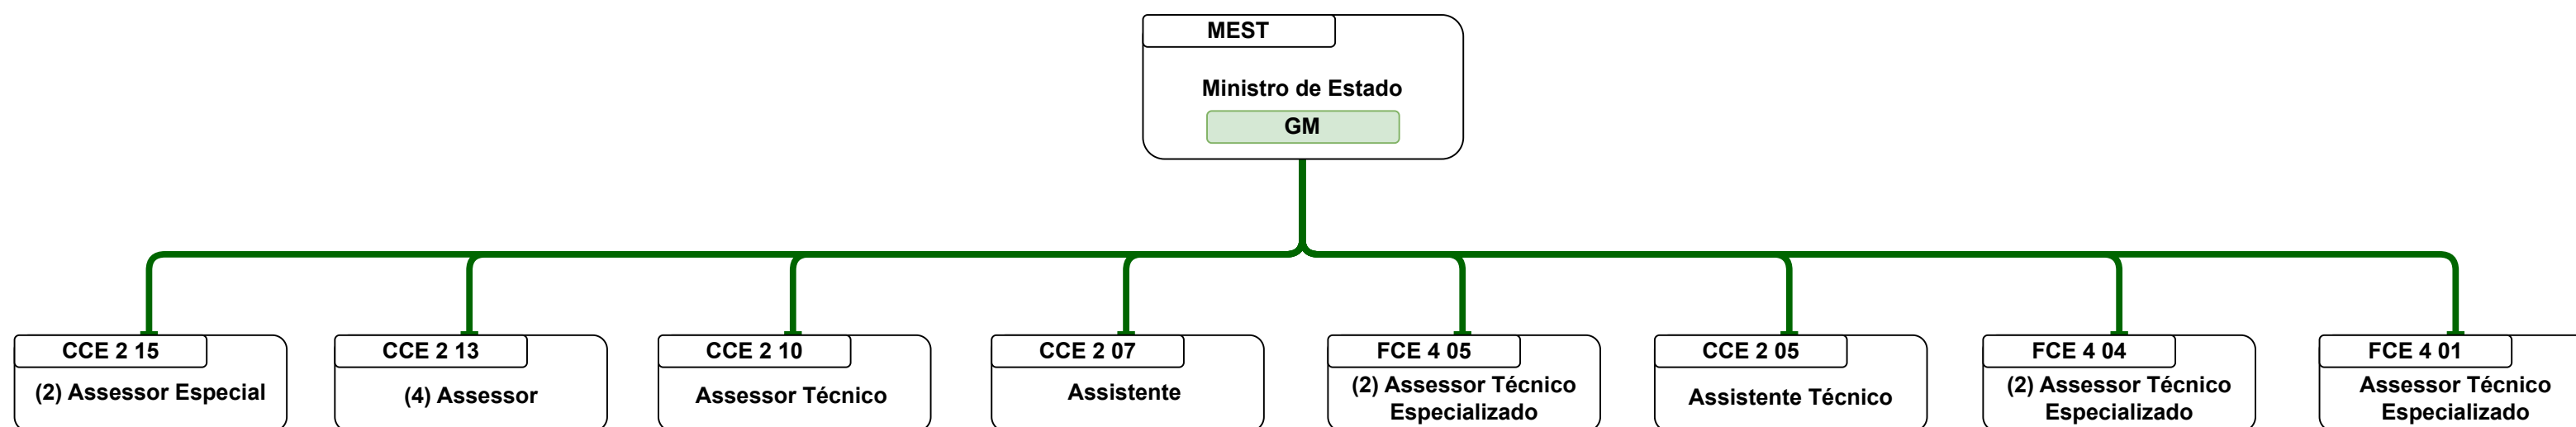 MEST
Ministro de Estado
GM
CCE 2 15
(2) Assessor Especial
CCE 2 13
(4) Assessor
CCE 2 10
Assessor Técnico
CCE 2 07
Assistente
FCE 4 05
(2) Assessor Técnico
Especializado
CCE 2 05
Assistente Técnico
FCE 4 04
(2) Assessor Técnico
Especializado
FCE 4 01
Assessor Técnico
Especializado